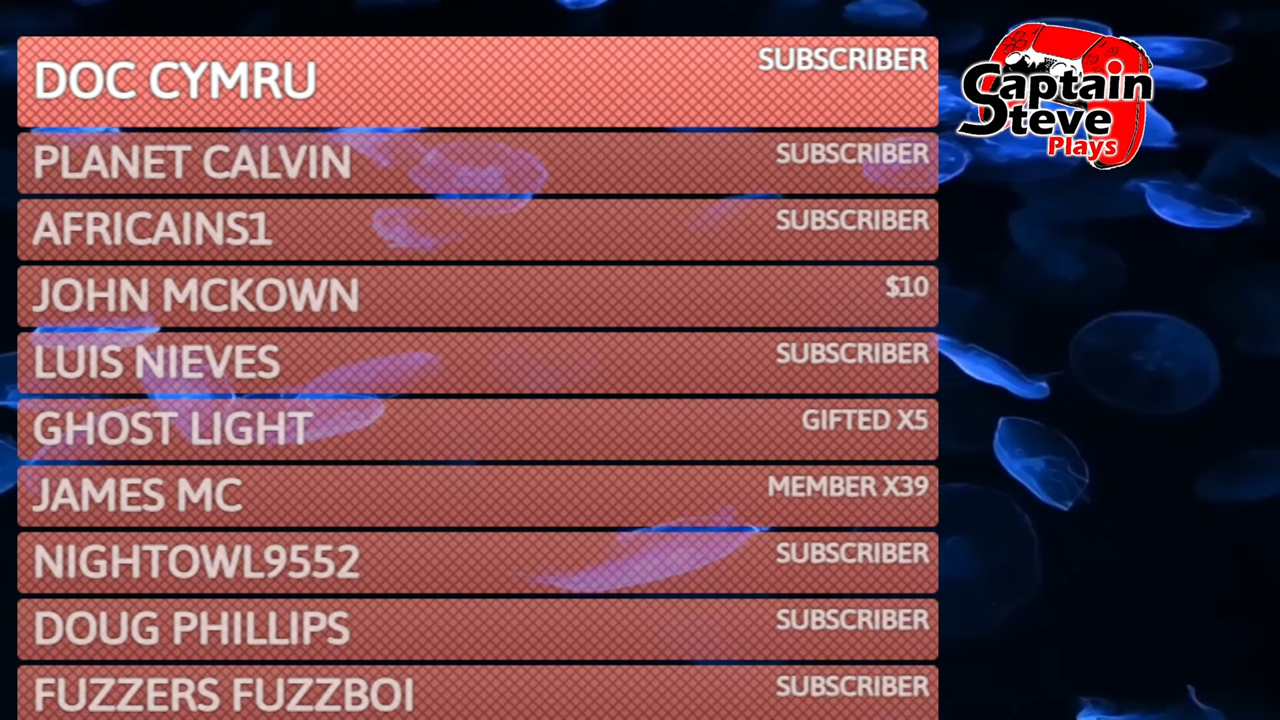 DOC CYMRU SUBSCRIBER
PLANET CALVIN SUBSCRIBER
AFRICAINS1 SUBSCRIBER
JOHN MCKOWN $10
LUIS NIEVES SUBSCRIBER
GHOST LIGHT GIFTED X5
JAMES MC MEMBER X39
NIGHTOWL9552 SUBSCRIBER
DOUG PHILLIPS SUBSCRIBER
FUZZERS FUZZBOI SUBSCRIBER
Captain
Steve
Plays